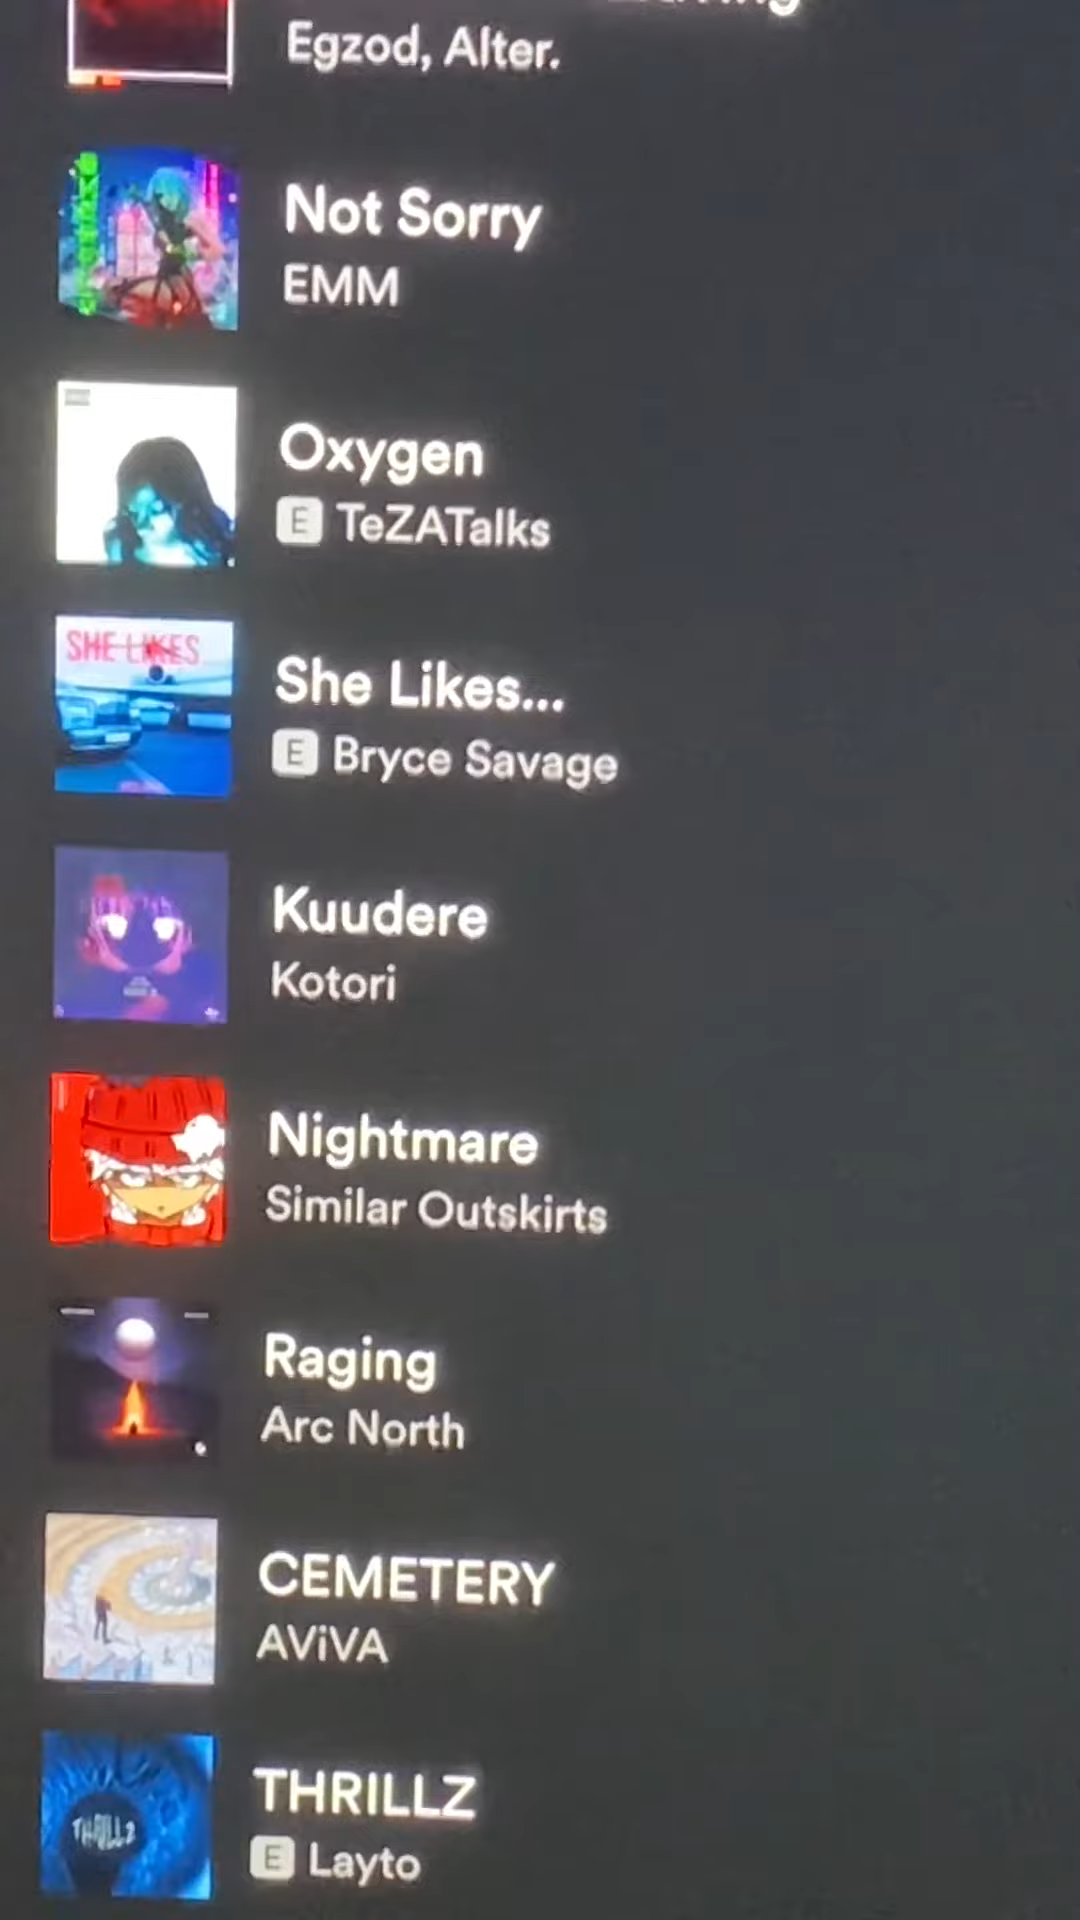 Egzod, Alter.
Not Sorry
EMM
Oxygen
E TeZATalks
SHE LIKES
She Likes...
E Bryce Savage
Kuudere
Kotori
Nightmare
Similar Outskirts
Raging
Arc North
CEMETERY
AViVA
THRILLZ
THRILLZ
E Layto